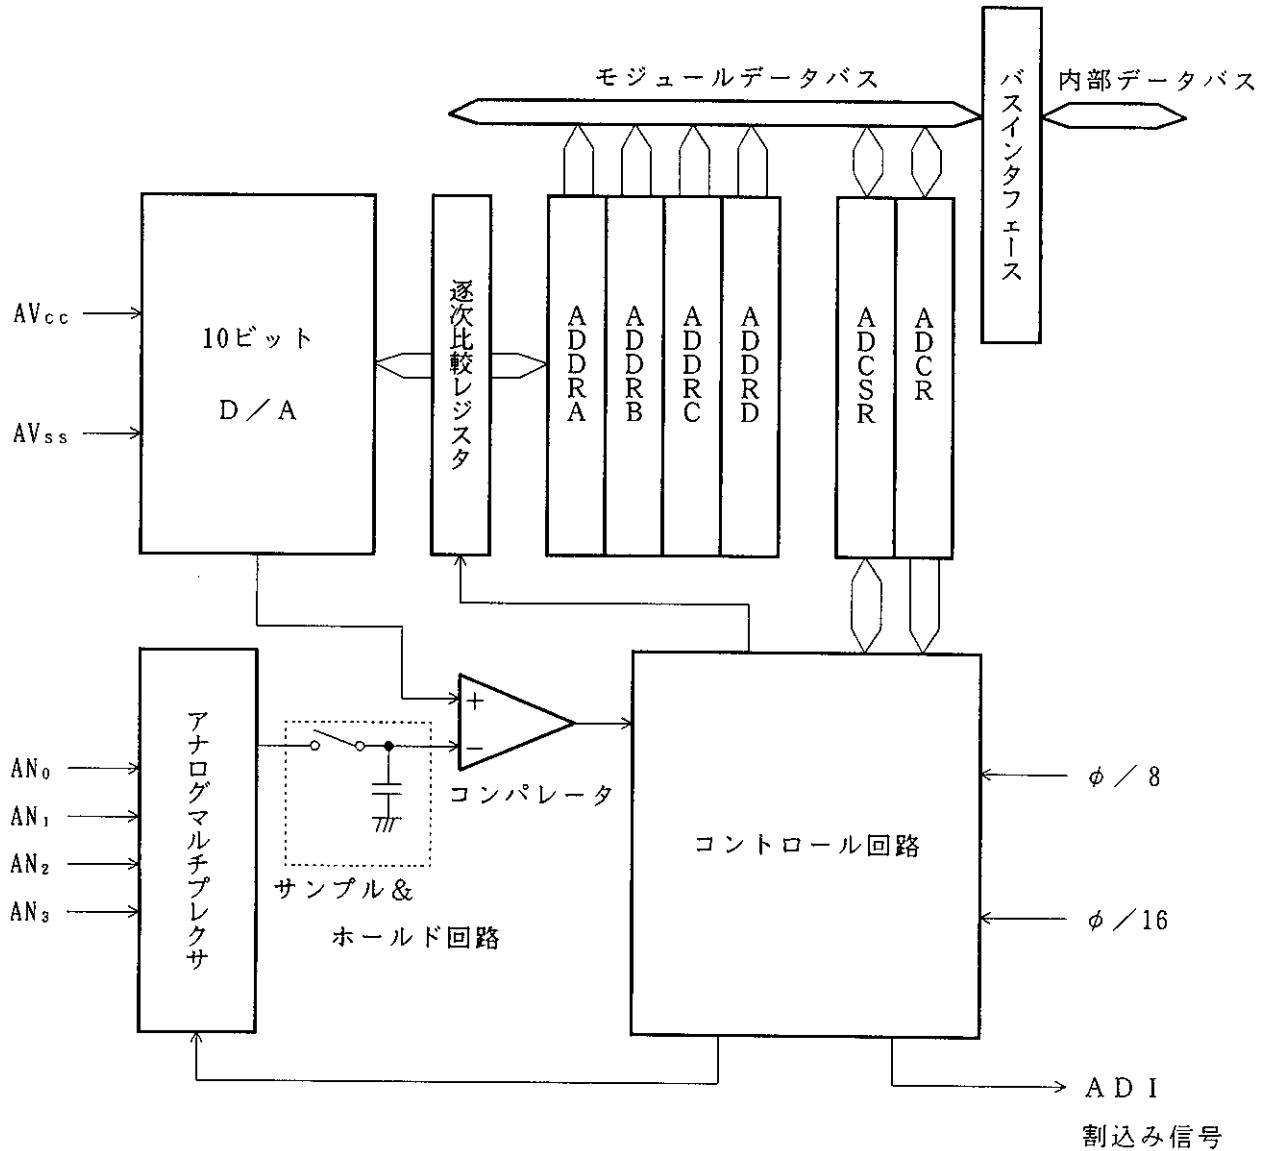 モジュールデータバス
バスインタフェース
内部データバス
AVcc
AVss
10ビット
D／A
逐次比較レジスタ
ADDRA
ADDRB
ADDRC
ADDRD
ADCSR
ADCR
アナログマルチプレクサ
AN₀
AN₁
AN₂
AN₃
＋
－
コンパレータ
サンプル＆
ホールド回路
コントロール回路
φ／8
φ／16
ADI
割込み信号